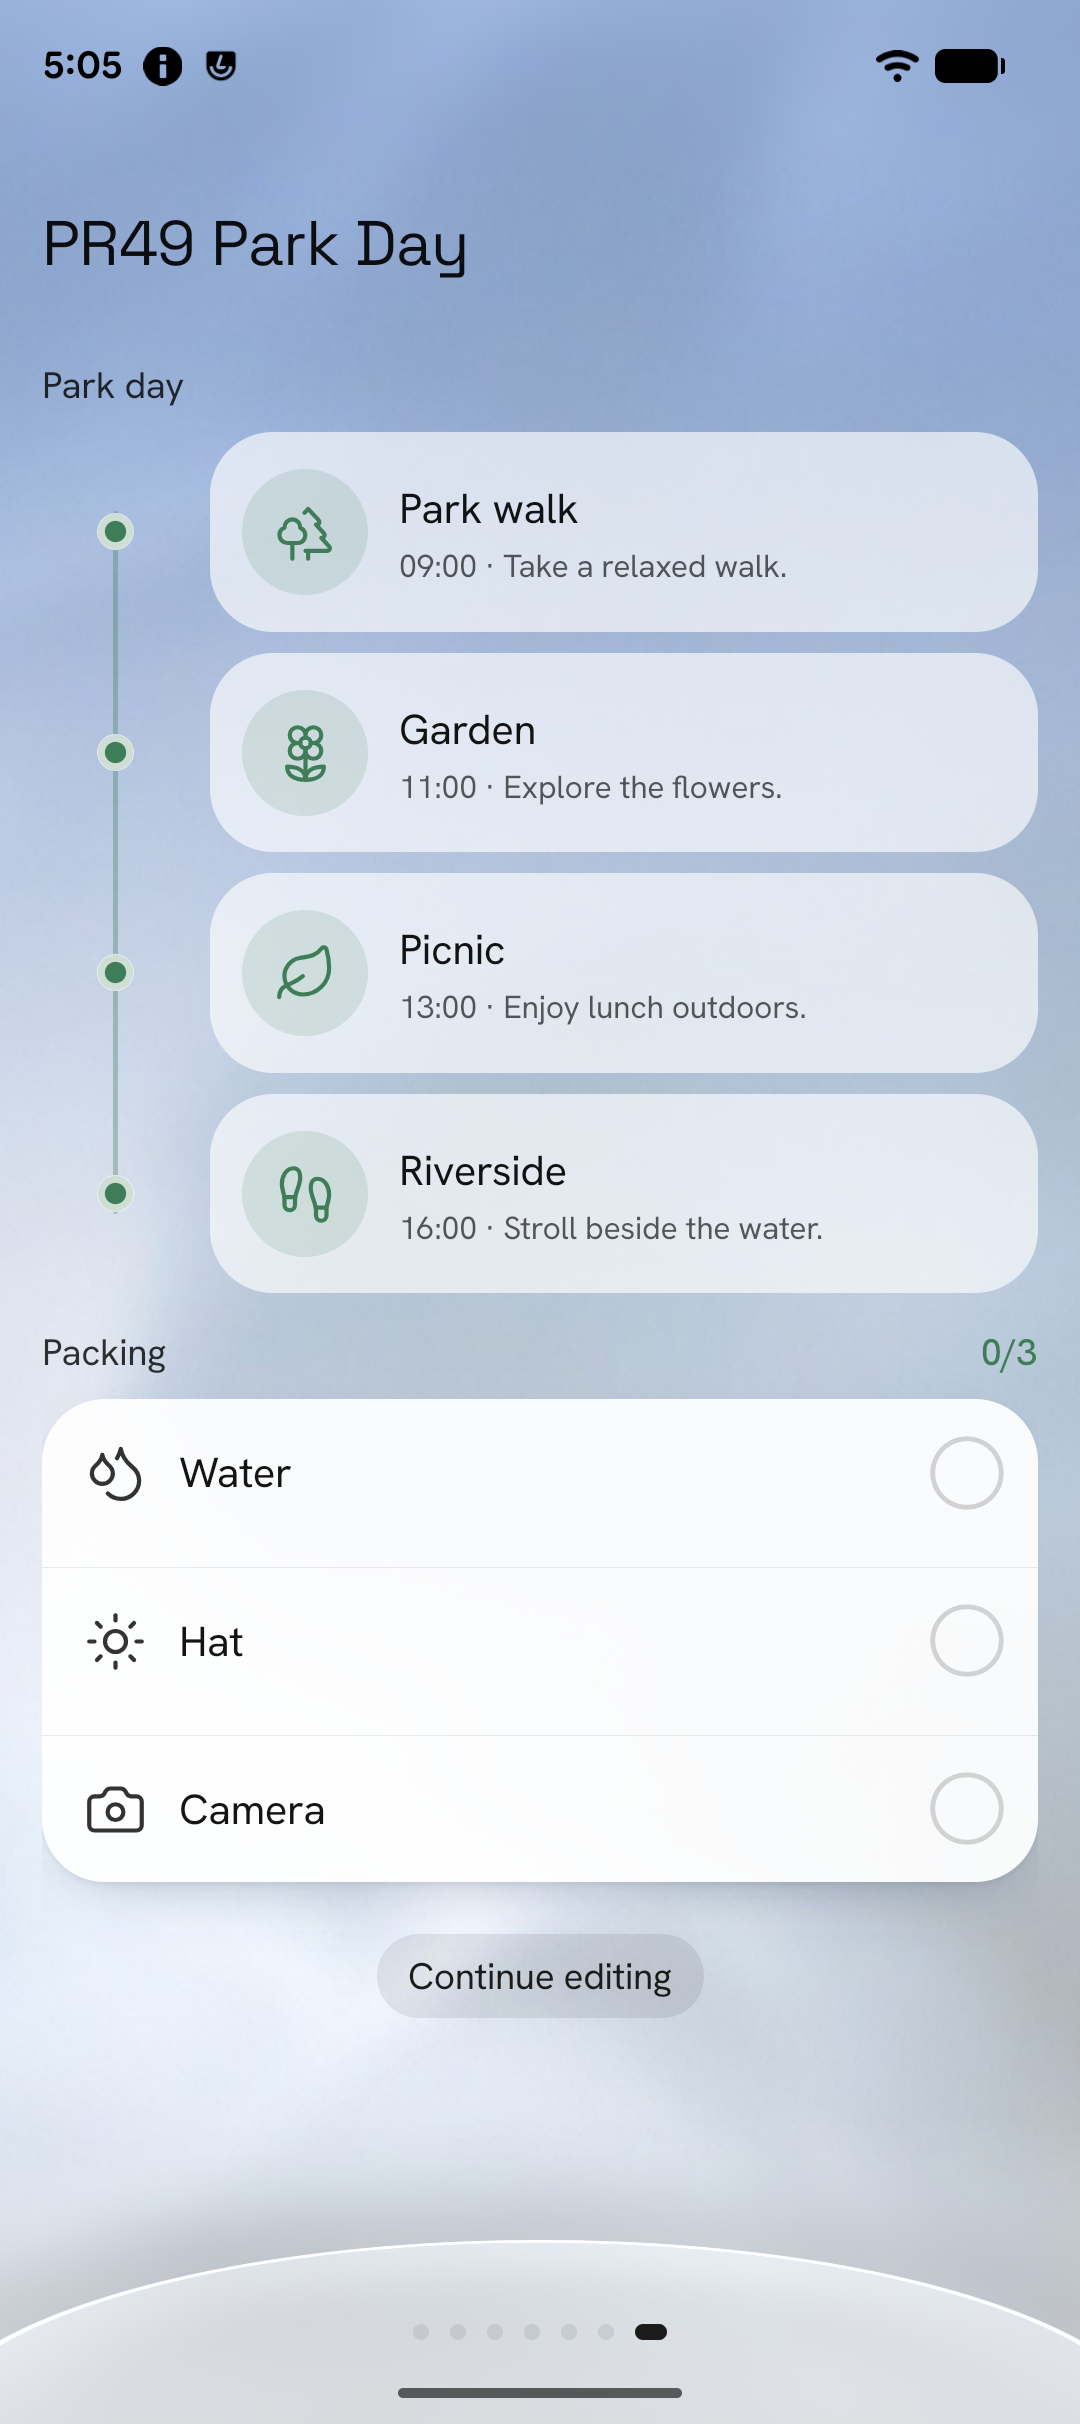 5:05
PR49 Park Day
Park day
Park walk
09:00 · Take a relaxed walk.
Garden
11:00 · Explore the flowers.
Picnic
13:00 · Enjoy lunch outdoors.
Riverside
16:00 · Stroll beside the water.
Packing 0/3
Water
Hat
Camera
Continue editing